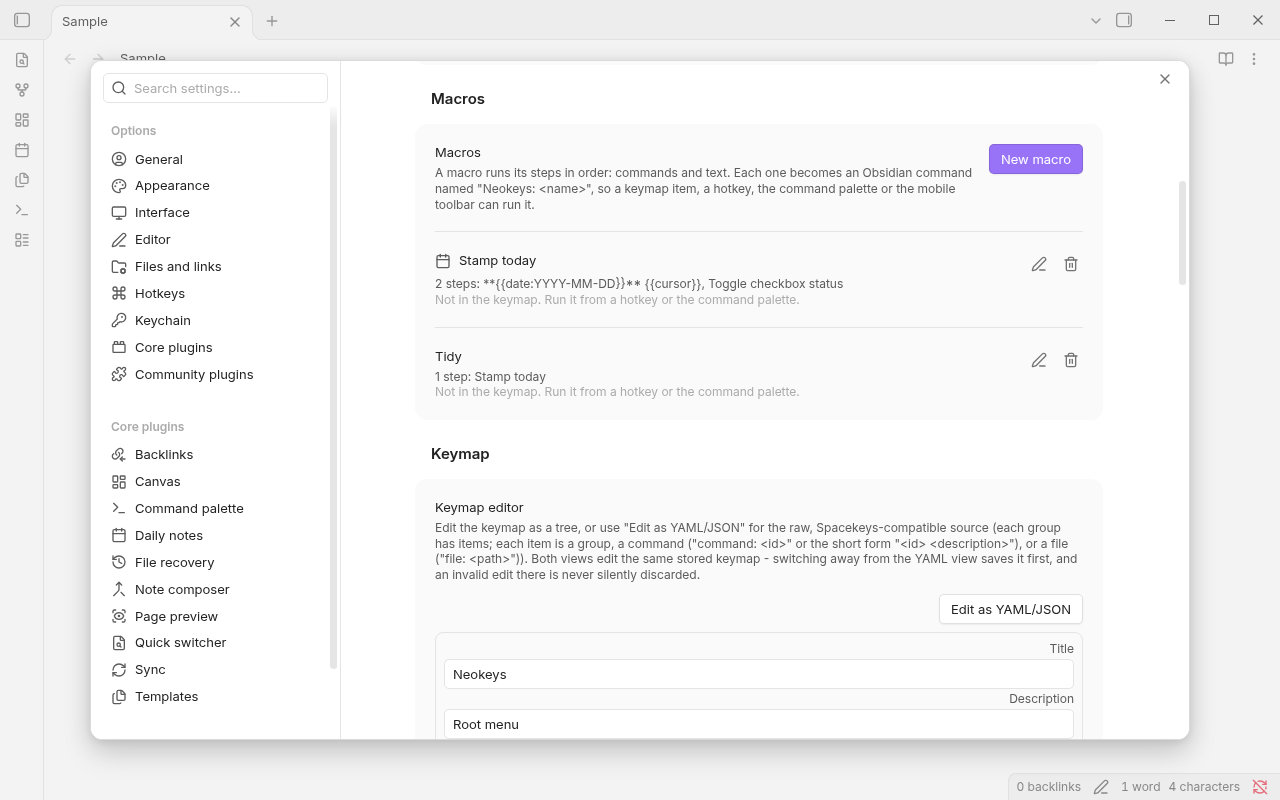 Sample
Sample
Search settings...
Options
General
Appearance
Interface
Editor
Files and links
Hotkeys
Keychain
Core plugins
Community plugins
Core plugins
Backlinks
Canvas
Command palette
Daily notes
File recovery
Note composer
Page preview
Quick switcher
Sync
Templates
Macros
Macros
A macro runs its steps in order: commands and text. Each one becomes an Obsidian command
named "Neokeys: <name>", so a keymap item, a hotkey, the command palette or the mobile
toolbar can run it.
New macro
Stamp today
2 steps: **{{date:YYYY-MM-DD}}** {{cursor}}, Toggle checkbox status
Not in the keymap. Run it from a hotkey or the command palette.
Tidy
1 step: Stamp today
Not in the keymap. Run it from a hotkey or the command palette.
Keymap
Keymap editor
Edit the keymap as a tree, or use "Edit as YAML/JSON" for the raw, Spacekeys-compatible source (each group
has items; each item is a group, a command ("command: <id>" or the short form "<id> <description>"), or a file
("file: <path>")). Both views edit the same stored keymap - switching away from the YAML view saves it first, and
an invalid edit there is never silently discarded.
Edit as YAML/JSON
Title
Neokeys
Description
Root menu
0 backlinks
1 word
4 characters